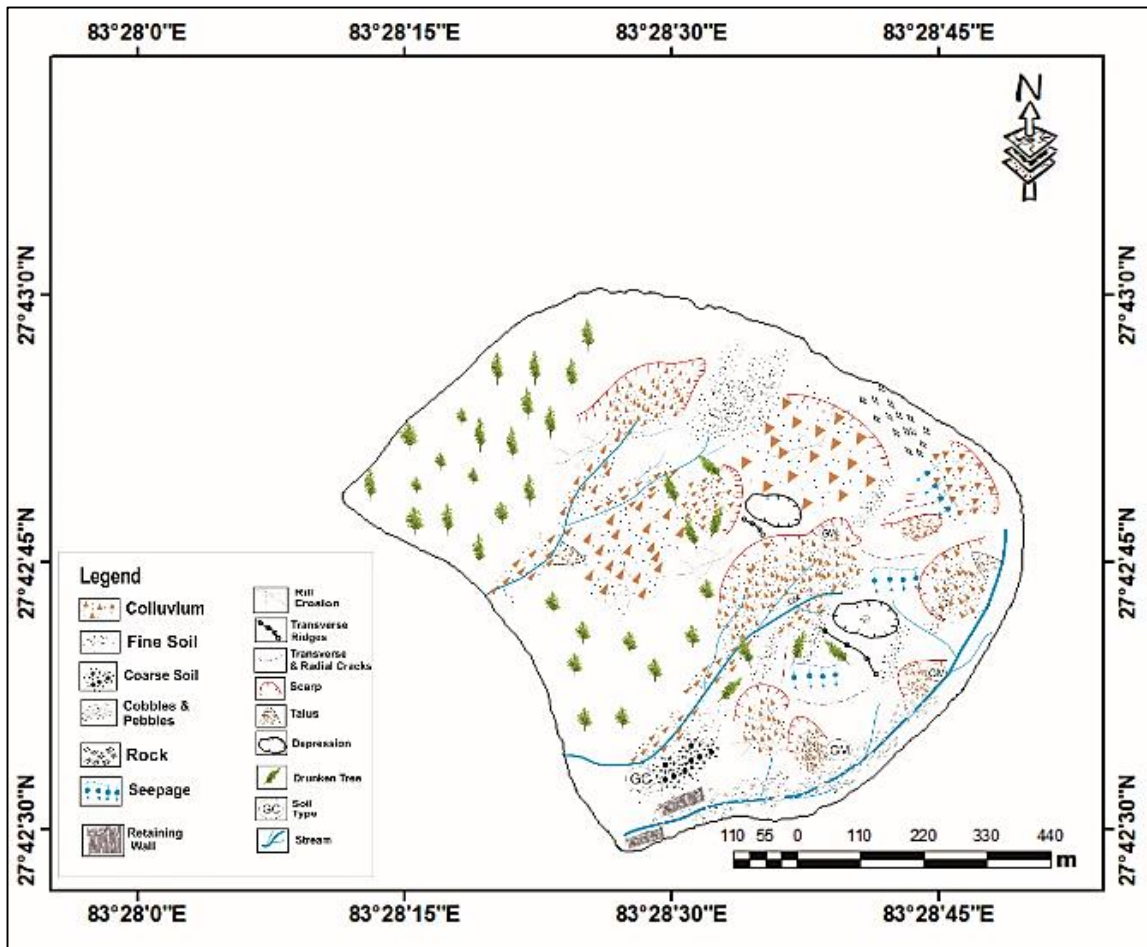 83°28'0"E 83°28'15"E 83°28'30"E 83°28'45"E
N
27°43'0"N
27°43'0"N
27°42'45"N
27°42'45"N
27°42'30"N
27°42'30"N
GW
GM
GM
GC
Legend
Colluvium
Fine Soil
Coarse Soil
Cobbles &
Pebbles
Rock
Seepage
Retaining
Wall
Rill
Erosion
Transverse
Ridges
Transverse
& Radial Cracks
Scarp
Talus
Depression
Drunken Tree
GC
Soil
Type
Stream
110 55 0 110 220 330 440
m
83°28'0"E 83°28'15"E 83°28'30"E 83°28'45"E